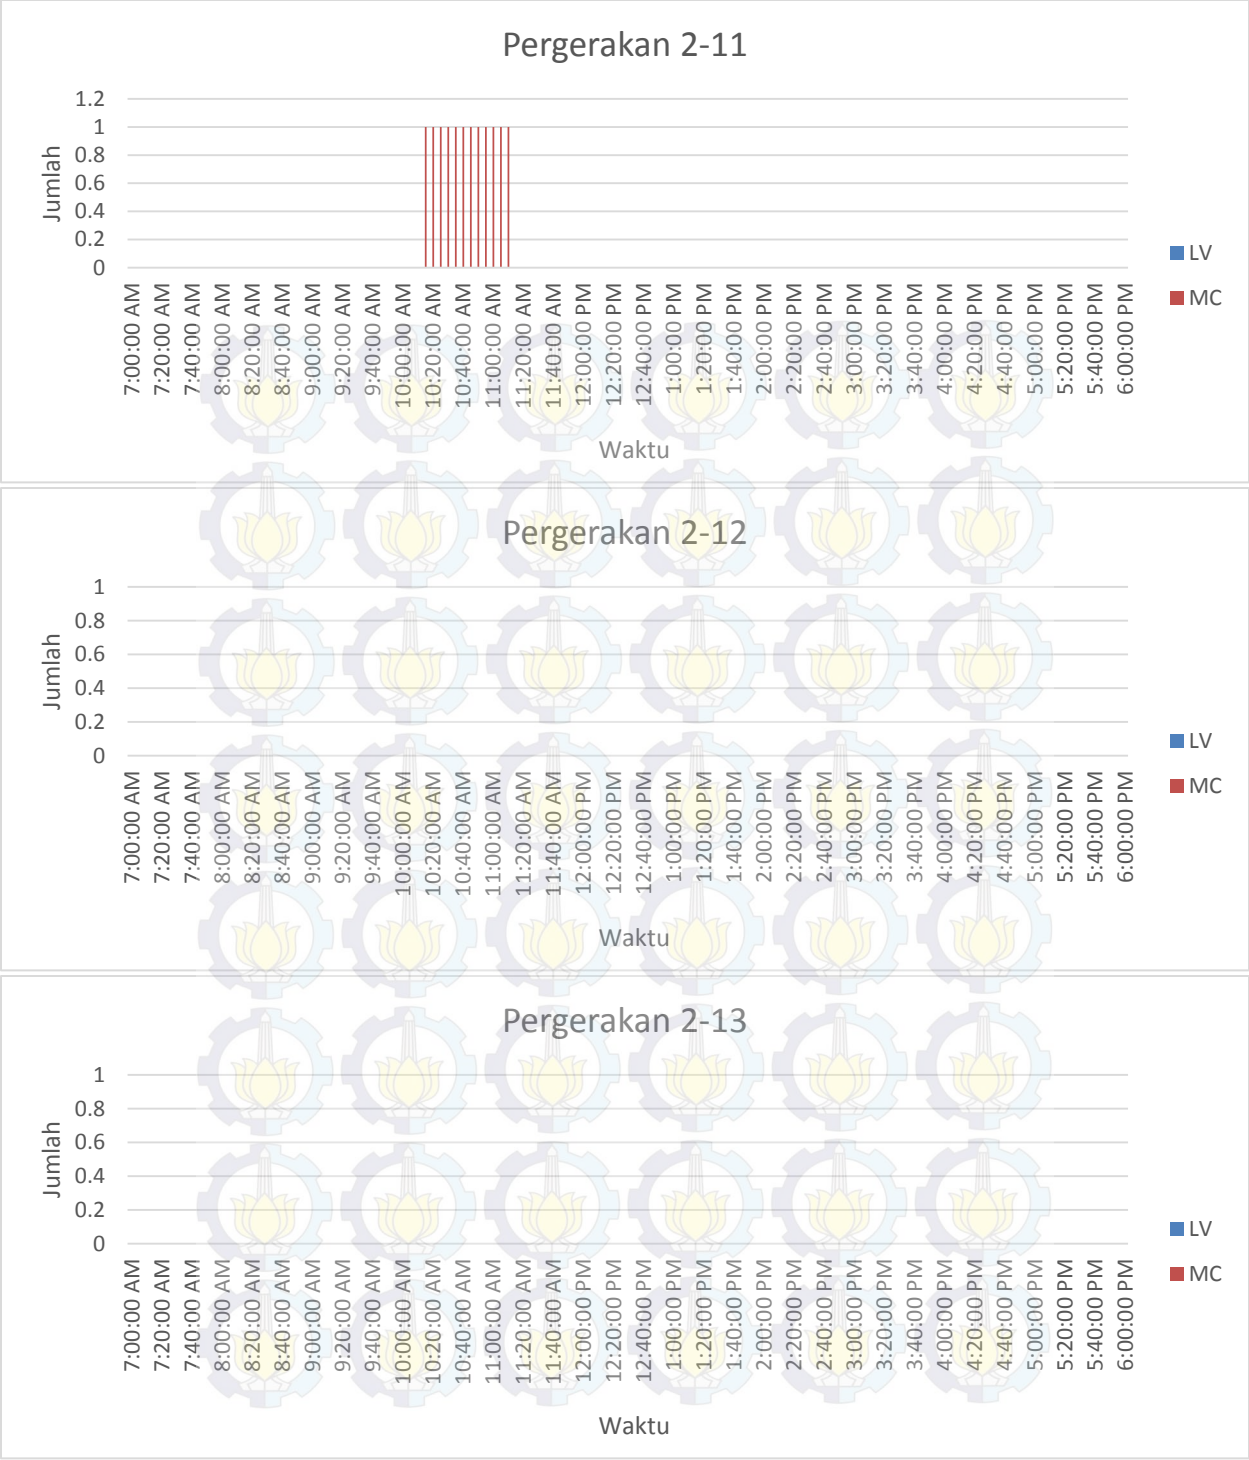 Pergerakan 2-11
1.2
1
0.8
0.6
0.4
0.2
0
Jumlah
7:00:00 AM
7:20:00 AM
7:40:00 AM
8:00:00 AM
8:20:00 AM
8:40:00 AM
9:00:00 AM
9:20:00 AM
9:40:00 AM
10:00:00 AM
10:20:00 AM
10:40:00 AM
11:00:00 AM
11:20:00 AM
11:40:00 AM
12:00:00 PM
12:20:00 PM
12:40:00 PM
1:00:00 PM
1:20:00 PM
1:40:00 PM
2:00:00 PM
2:20:00 PM
2:40:00 PM
3:00:00 PM
3:20:00 PM
3:40:00 PM
4:00:00 PM
4:20:00 PM
4:40:00 PM
5:00:00 PM
5:20:00 PM
5:40:00 PM
6:00:00 PM
Waktu
LV
MC
Pergerakan 2-12
1
0.8
0.6
0.4
0.2
0
Jumlah
7:00:00 AM
7:20:00 AM
7:40:00 AM
8:00:00 AM
8:20:00 AM
8:40:00 AM
9:00:00 AM
9:20:00 AM
9:40:00 AM
10:00:00 AM
10:20:00 AM
10:40:00 AM
11:00:00 AM
11:20:00 AM
11:40:00 AM
12:00:00 PM
12:20:00 PM
12:40:00 PM
1:00:00 PM
1:20:00 PM
1:40:00 PM
2:00:00 PM
2:20:00 PM
2:40:00 PM
3:00:00 PM
3:20:00 PM
3:40:00 PM
4:00:00 PM
4:20:00 PM
4:40:00 PM
5:00:00 PM
5:20:00 PM
5:40:00 PM
6:00:00 PM
Waktu
LV
MC
Pergerakan 2-13
1
0.8
0.6
0.4
0.2
0
Jumlah
7:00:00 AM
7:20:00 AM
7:40:00 AM
8:00:00 AM
8:20:00 AM
8:40:00 AM
9:00:00 AM
9:20:00 AM
9:40:00 AM
10:00:00 AM
10:20:00 AM
10:40:00 AM
11:00:00 AM
11:20:00 AM
11:40:00 AM
12:00:00 PM
12:20:00 PM
12:40:00 PM
1:00:00 PM
1:20:00 PM
1:40:00 PM
2:00:00 PM
2:20:00 PM
2:40:00 PM
3:00:00 PM
3:20:00 PM
3:40:00 PM
4:00:00 PM
4:20:00 PM
4:40:00 PM
5:00:00 PM
5:20:00 PM
5:40:00 PM
6:00:00 PM
Waktu
LV
MC